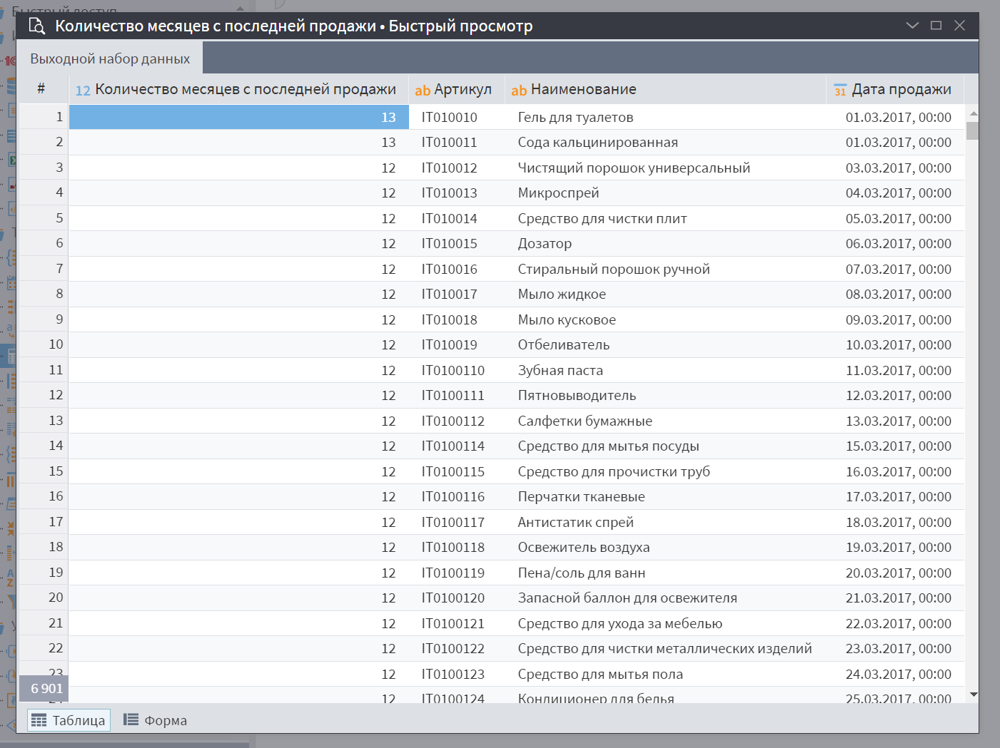 Быстрый доступ
Количество месяцев с последней продажи • Быстрый просмотр
Выходной набор данных
# 12 Количество месяцев с последней продажи ab Артикул ab Наименование 31 Дата продажи
1 13 IT010010 Гель для туалетов 01.03.2017, 00:00
2 13 IT010011 Сода кальцинированная 01.03.2017, 00:00
3 12 IT010012 Чистящий порошок универсальный 03.03.2017, 00:00
4 12 IT010013 Микроспрей 04.03.2017, 00:00
5 12 IT010014 Средство для чистки плит 05.03.2017, 00:00
6 12 IT010015 Дозатор 06.03.2017, 00:00
7 12 IT010016 Стиральный порошок ручной 07.03.2017, 00:00
8 12 IT010017 Мыло жидкое 08.03.2017, 00:00
9 12 IT010018 Мыло кусковое 09.03.2017, 00:00
10 12 IT010019 Отбеливатель 10.03.2017, 00:00
11 12 IT0100110 Зубная паста 11.03.2017, 00:00
12 12 IT0100111 Пятновыводитель 12.03.2017, 00:00
13 12 IT0100112 Салфетки бумажные 13.03.2017, 00:00
14 12 IT0100114 Средство для мытья посуды 15.03.2017, 00:00
15 12 IT0100115 Средство для прочистки труб 16.03.2017, 00:00
16 12 IT0100116 Перчатки тканевые 17.03.2017, 00:00
17 12 IT0100117 Антистатик спрей 18.03.2017, 00:00
18 12 IT0100118 Освежитель воздуха 19.03.2017, 00:00
19 12 IT0100119 Пена/соль для ванн 20.03.2017, 00:00
20 12 IT0100120 Запасной баллон для освежителя 21.03.2017, 00:00
21 12 IT0100121 Средство для ухода за мебелью 22.03.2017, 00:00
22 12 IT0100122 Средство для чистки металлических изделий 23.03.2017, 00:00
23 12 IT0100123 Средство для мытья пола 24.03.2017, 00:00
6 901
12 IT0100124 Кондиционер для белья 25.03.2017, 00:00
Таблица Форма